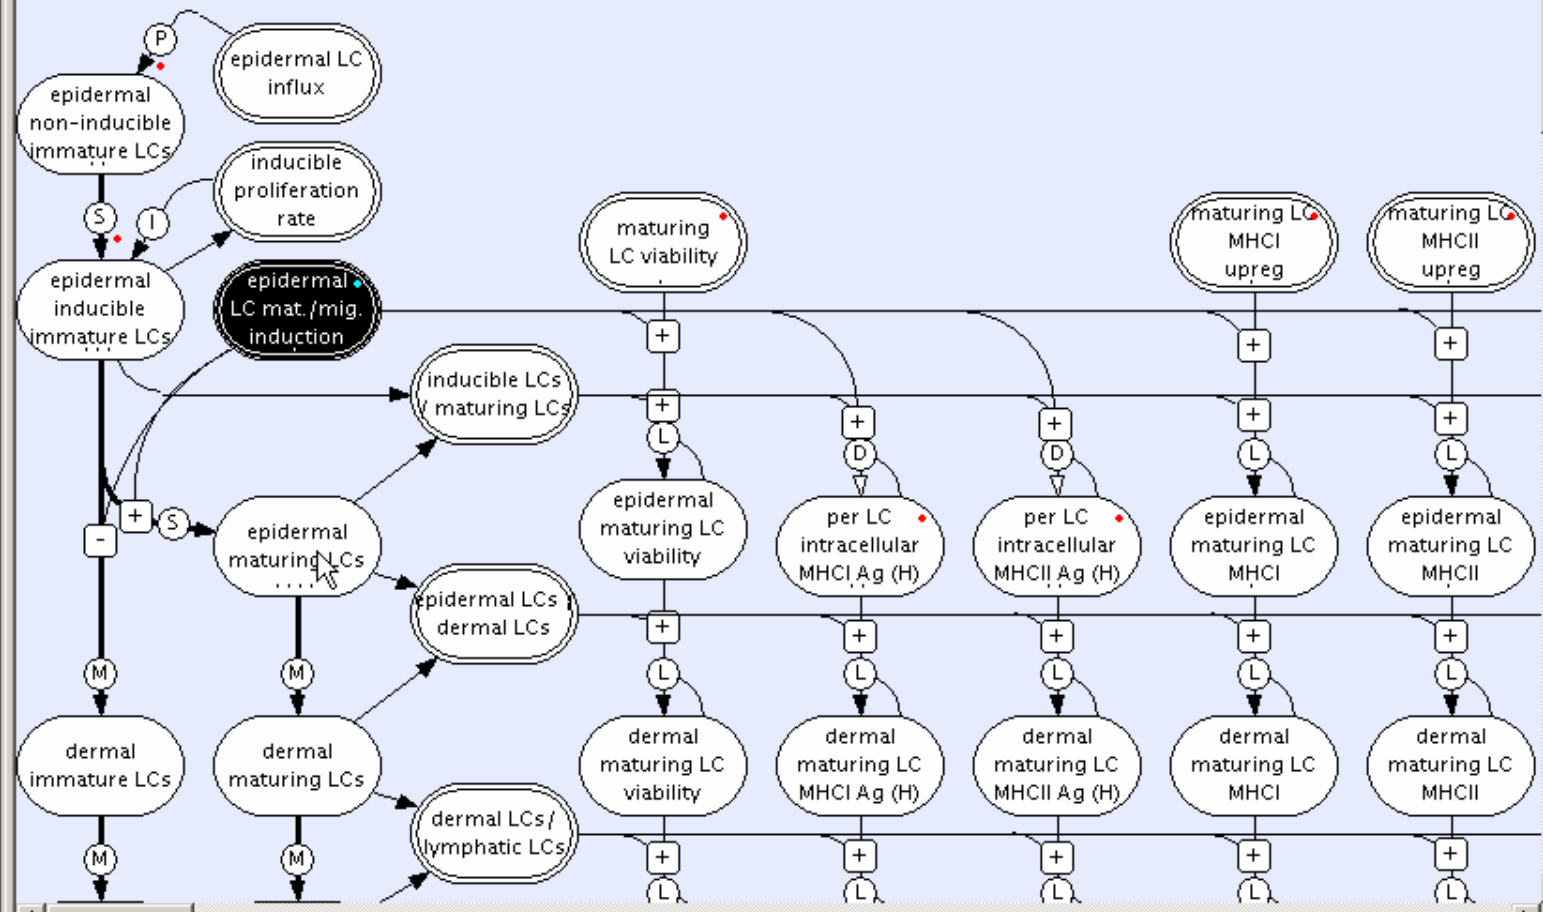 P
epidermal LC
influx
epidermal
non-inducible
immature LCs
inducible
proliferation
rate
S
I
maturing
LC viability
maturing LC
MHCI
upreg
maturing LC
MHCII
upreg
epidermal
inducible
immature LCs
epidermal
LC mat./mig.
induction
+
+
+
inducible LCs
/ maturing LCs
+
+
+
+
+
L
D
D
L
L
+
S
-
epidermal
maturing LCs
epidermal
maturing LC
viability
per LC
intracellular
MHCI Ag (H)
per LC
intracellular
MHCII Ag (H)
epidermal
maturing LC
MHCI
epidermal
maturing LC
MHCII
epidermal LCs /
dermal LCs
+
+
+
+
+
M
M
L
L
L
L
L
dermal
immature LCs
dermal
maturing LCs
dermal
maturing LC
viability
dermal
maturing LC
MHCI Ag (H)
dermal
maturing LC
MHCII Ag (H)
dermal
maturing LC
MHCI
dermal
maturing LC
MHCII
dermal LCs/
lymphatic LCs
M
M
+
+
+
+
+
L
L
L
L
L